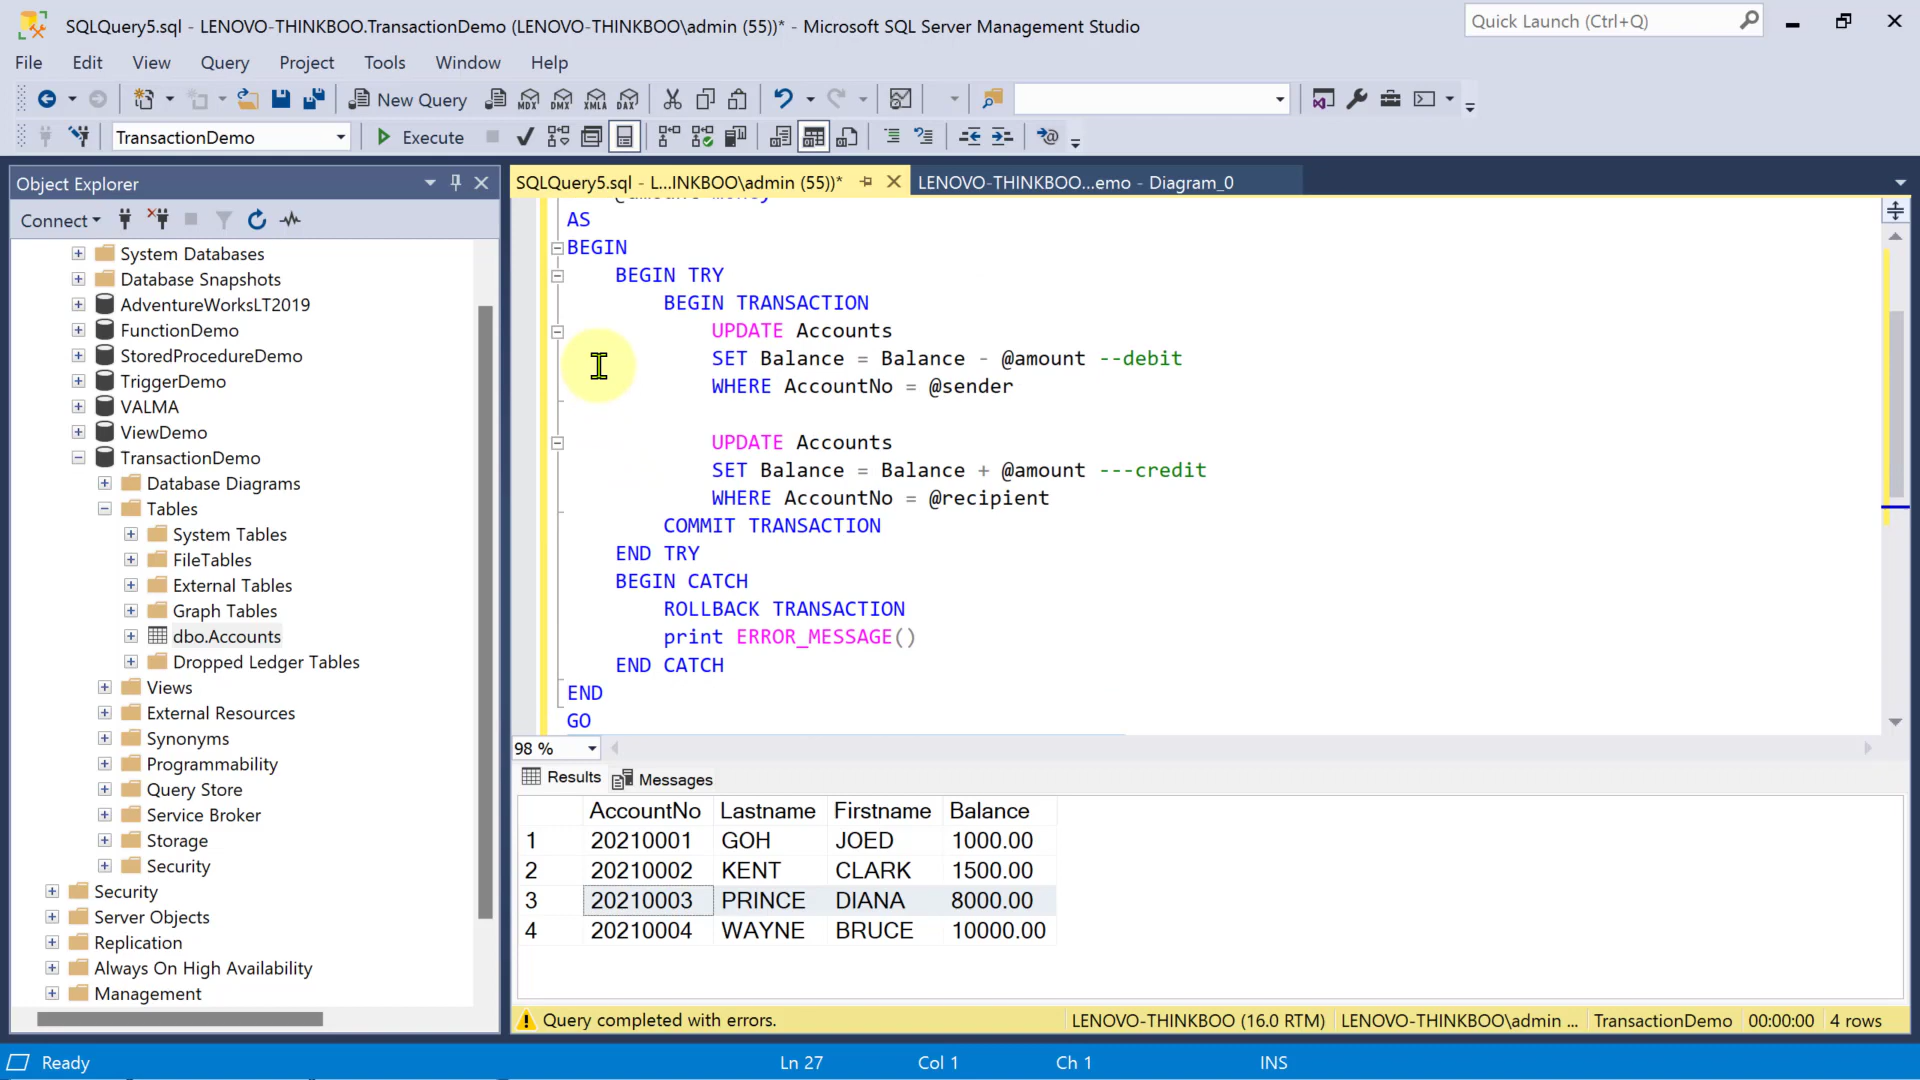 SQLQuery5.sql - LENOVO-THINKBOO.TransactionDemo (LENOVO-THINKBOO\admin (55))* - Microsoft SQL Server Management Studio
Quick Launch (Ctrl+Q)
File Edit View Query Project Tools Window Help
New Query MDX DMX XMLA DAX
TransactionDemo Execute
Object Explorer
SQLQuery5.sql - L...INKBOO\admin (55))* LENOVO-THINKBOO...emo - Diagram_0
Connect
System Databases
Database Snapshots
AdventureWorksLT2019
FunctionDemo
StoredProcedureDemo
TriggerDemo
VALMA
ViewDemo
TransactionDemo
Database Diagrams
Tables
System Tables
FileTables
External Tables
Graph Tables
dbo.Accounts
Dropped Ledger Tables
Views
External Resources
Synonyms
Programmability
Query Store
Service Broker
Storage
Security
Security
Server Objects
Replication
Always On High Availability
Management
@amount money
AS
BEGIN
BEGIN TRY
BEGIN TRANSACTION
UPDATE Accounts
SET Balance = Balance - @amount --debit
WHERE AccountNo = @sender
UPDATE Accounts
SET Balance = Balance + @amount ---credit
WHERE AccountNo = @recipient
COMMIT TRANSACTION
END TRY
BEGIN CATCH
ROLLBACK TRANSACTION
print ERROR_MESSAGE()
END CATCH
END
GO
98 %
Results Messages
AccountNo Lastname Firstname Balance
1 20210001 GOH JOED 1000.00
2 20210002 KENT CLARK 1500.00
3 20210003 PRINCE DIANA 8000.00
4 20210004 WAYNE BRUCE 10000.00
Query completed with errors. LENOVO-THINKBOO (16.0 RTM) LENOVO-THINKBOO\admin ... TransactionDemo 00:00:00 4 rows
Ready Ln 27 Col 1 Ch 1 INS